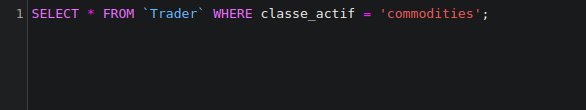 1 SELECT * FROM `Trader` WHERE classe_actif = 'commodities';